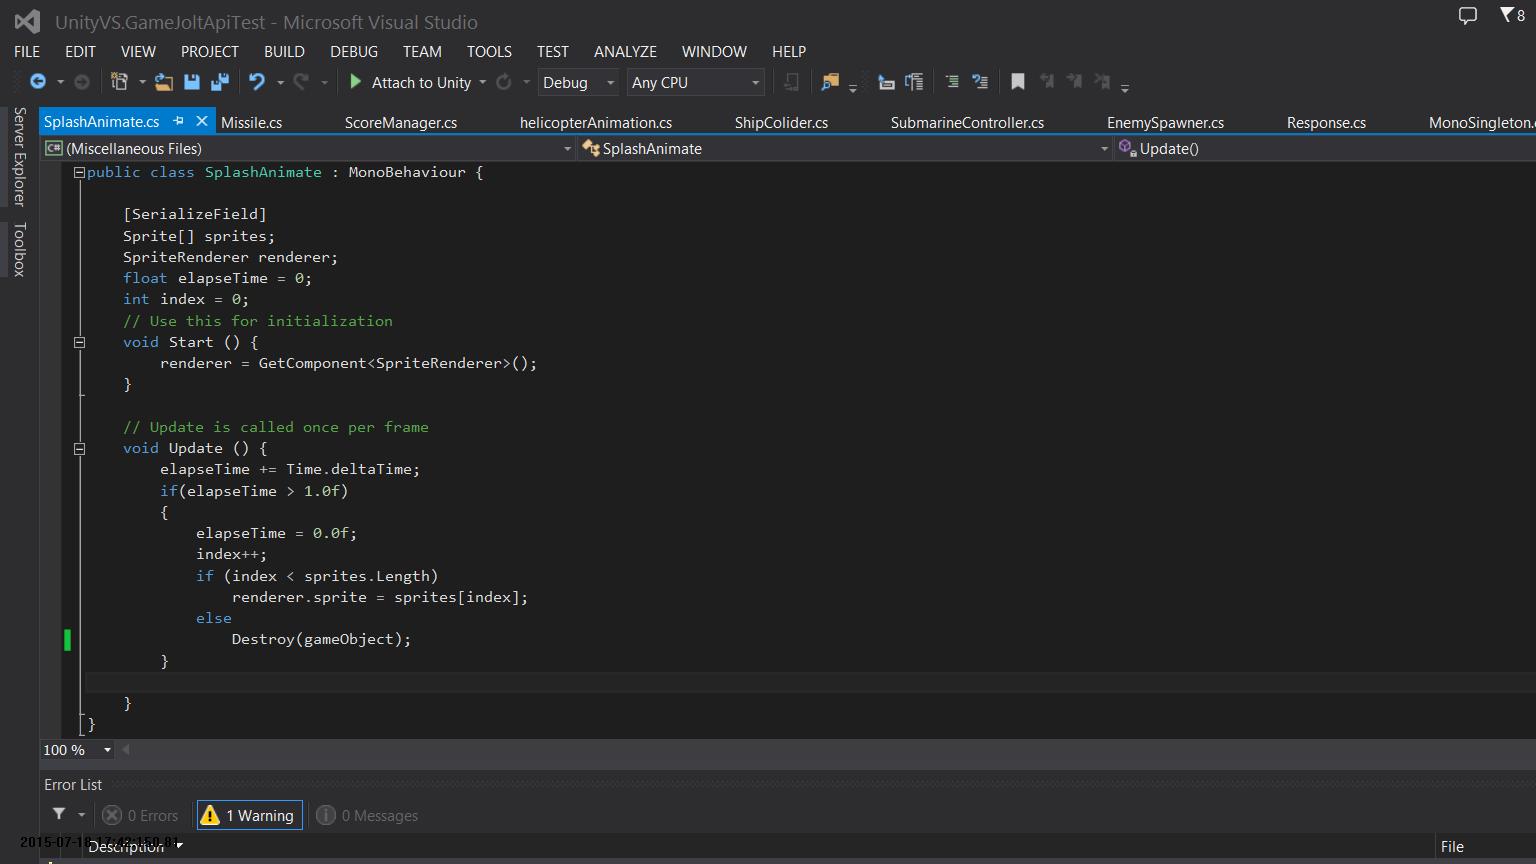 UnityVS.GameJoltApiTest - Microsoft Visual Studio
8
FILE EDIT VIEW PROJECT BUILD DEBUG TEAM TOOLS TEST ANALYZE WINDOW HELP
Attach to Unity Debug Any CPU
SplashAnimate.cs Missile.cs ScoreManager.cs helicopterAnimation.cs ShipColider.cs SubmarineController.cs EnemySpawner.cs Response.cs MonoSingleton.
C# (Miscellaneous Files) SplashAnimate Update()
Server Explorer
Toolbox
public class SplashAnimate : MonoBehaviour {
[SerializeField]
Sprite[] sprites;
SpriteRenderer renderer;
float elapseTime = 0;
int index = 0;
// Use this for initialization
void Start () {
renderer = GetComponent<SpriteRenderer>();
}
// Update is called once per frame
void Update () {
elapseTime += Time.deltaTime;
if(elapseTime > 1.0f)
{
elapseTime = 0.0f;
index++;
if (index < sprites.Length)
renderer.sprite = sprites[index];
else
Destroy(gameObject);
}
}
}
100 %
Error List
0 Errors 1 Warning 0 Messages
Description File